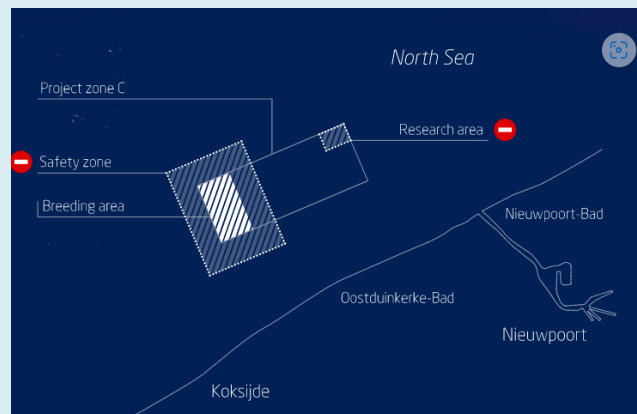 North Sea
Project zone C
Research area
Safety zone
Breeding area
Nieuwpoort-Bad
Oostduinkerke-Bad
Nieuwpoort
Koksijde